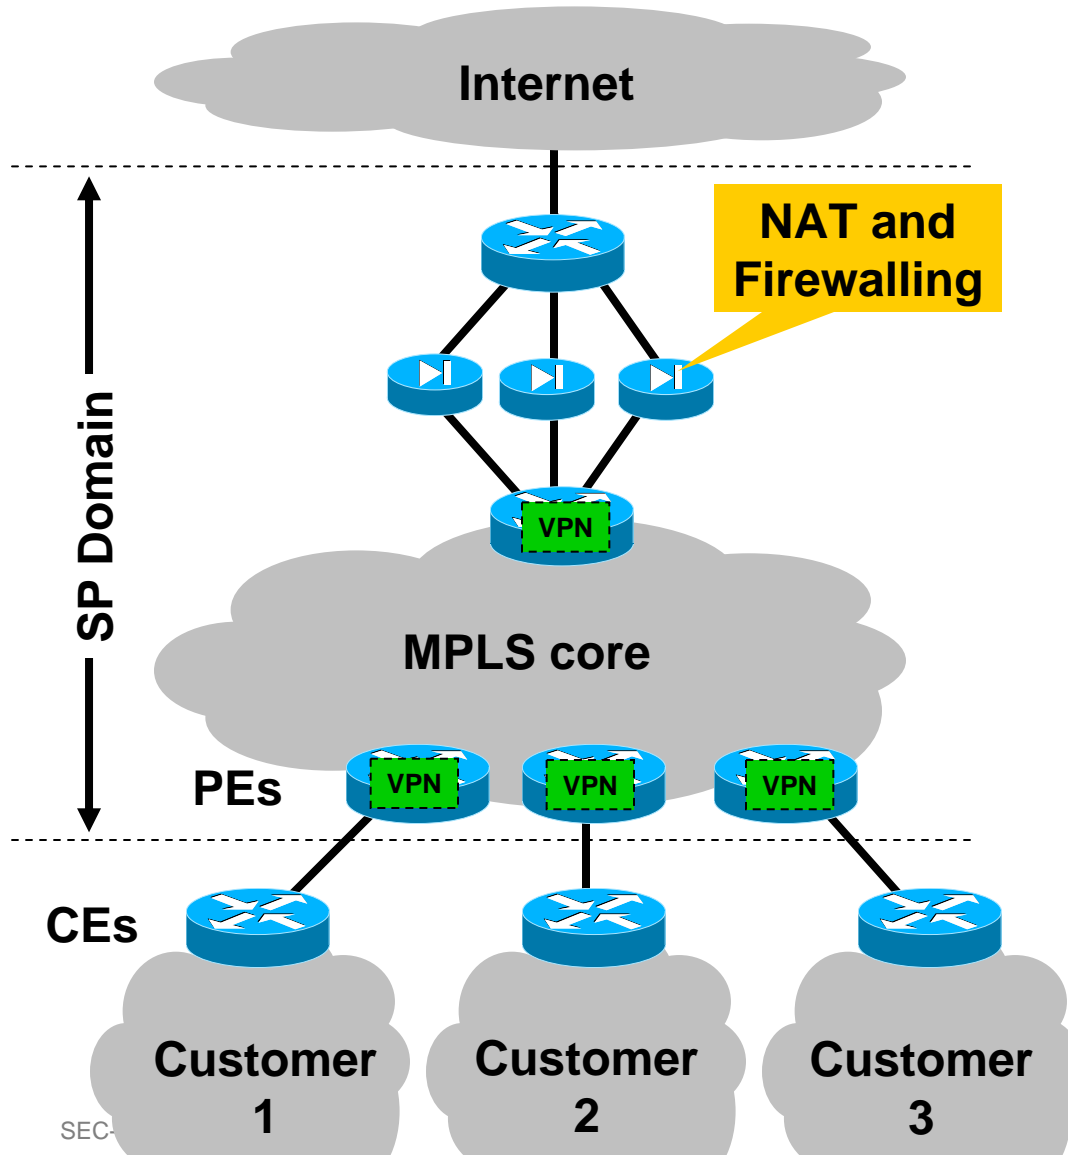 Internet
NAT and
Firewalling
SP Domain
VPN
MPLS core
PEs
VPN
VPN
VPN
CEs
Customer
1
Customer
2
Customer
3
SEC-